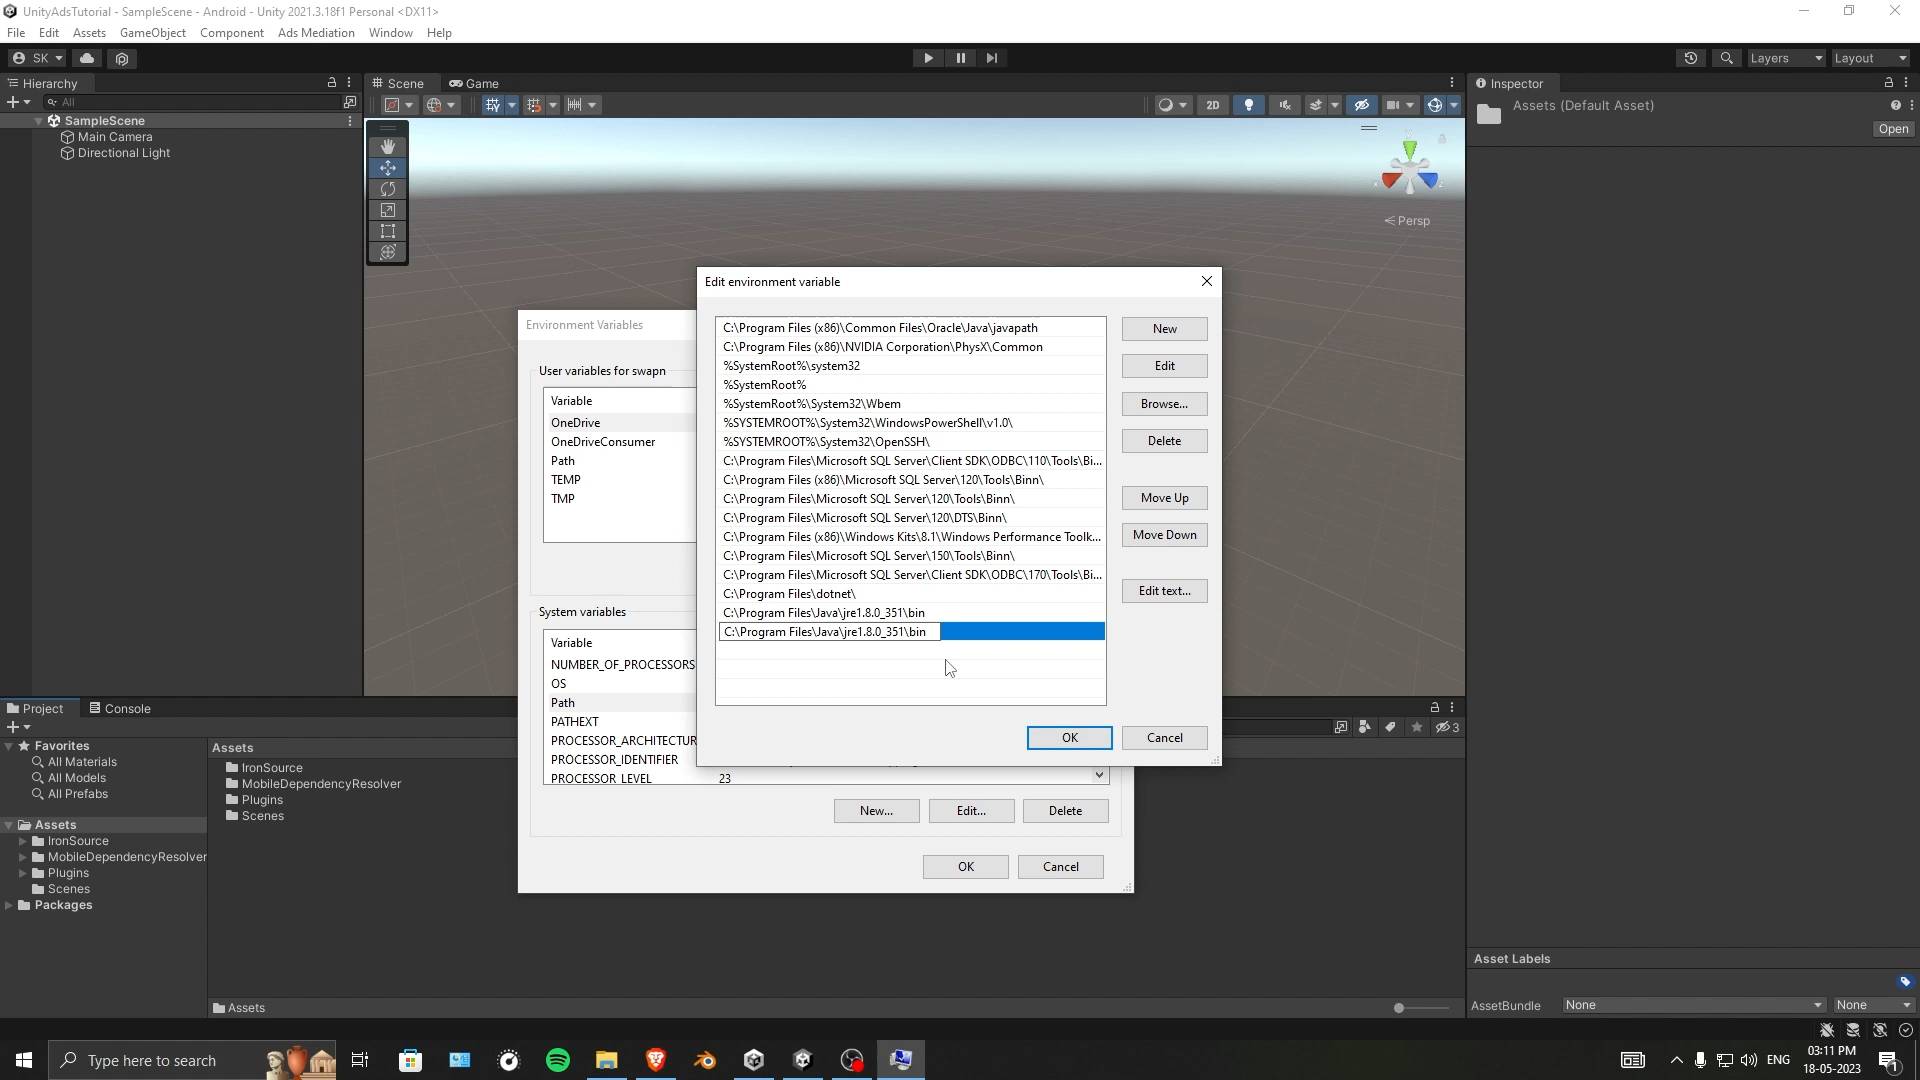 UnityAdsTutorial - SampleScene - Android - Unity 2021.3.18f1 Personal <DX11>
File Edit Assets GameObject Component Ads Mediation Window Help
SK Layers Layout
Hierarchy Scene Game Inspector
All
Assets (Default Asset)
Open
2D
SampleScene
Main Camera
Directional Light
Persp
Edit environment variable
C:\Program Files (x86)\Common Files\Oracle\Java\javapath
C:\Program Files (x86)\NVIDIA Corporation\PhysX\Common
%SystemRoot%\system32
%SystemRoot%
%SystemRoot%\System32\Wbem
%SYSTEMROOT%\System32\WindowsPowerShell\v1.0\
%SYSTEMROOT%\System32\OpenSSH\
C:\Program Files\Microsoft SQL Server\Client SDK\ODBC\110\Tools\Bi...
C:\Program Files (x86)\Microsoft SQL Server\120\Tools\Binn\
C:\Program Files\Microsoft SQL Server\120\Tools\Binn\
C:\Program Files\Microsoft SQL Server\120\DTS\Binn\
C:\Program Files (x86)\Windows Kits\8.1\Windows Performance Toolk...
C:\Program Files\Microsoft SQL Server\150\Tools\Binn\
C:\Program Files\Microsoft SQL Server\Client SDK\ODBC\170\Tools\Bi...
C:\Program Files\dotnet\
C:\Program Files\Java\jre1.8.0_351\bin
C:\Program Files\Java\jre1.8.0_351\bin
New
Edit
Browse...
Delete
Move Up
Move Down
Edit text...
OK Cancel
Environment Variables
User variables for swapn
Variable
OneDrive
OneDriveConsumer
Path
TEMP
TMP
System variables
Variable
NUMBER_OF_PROCESSORS
OS
Path
PATHEXT
PROCESSOR_ARCHITECTUR
PROCESSOR_IDENTIFIER
PROCESSOR_LEVEL 23
New... Edit... Delete
OK Cancel
Project Console
3
Favorites
All Materials
All Models
All Prefabs
Assets
IronSource
MobileDependencyResolver
Plugins
Scenes
Packages
Assets
IronSource
MobileDependencyResolver
Plugins
Scenes
Assets
Asset Labels
AssetBundle None None
Type here to search
ENG
03:11 PM
18-05-2023
1